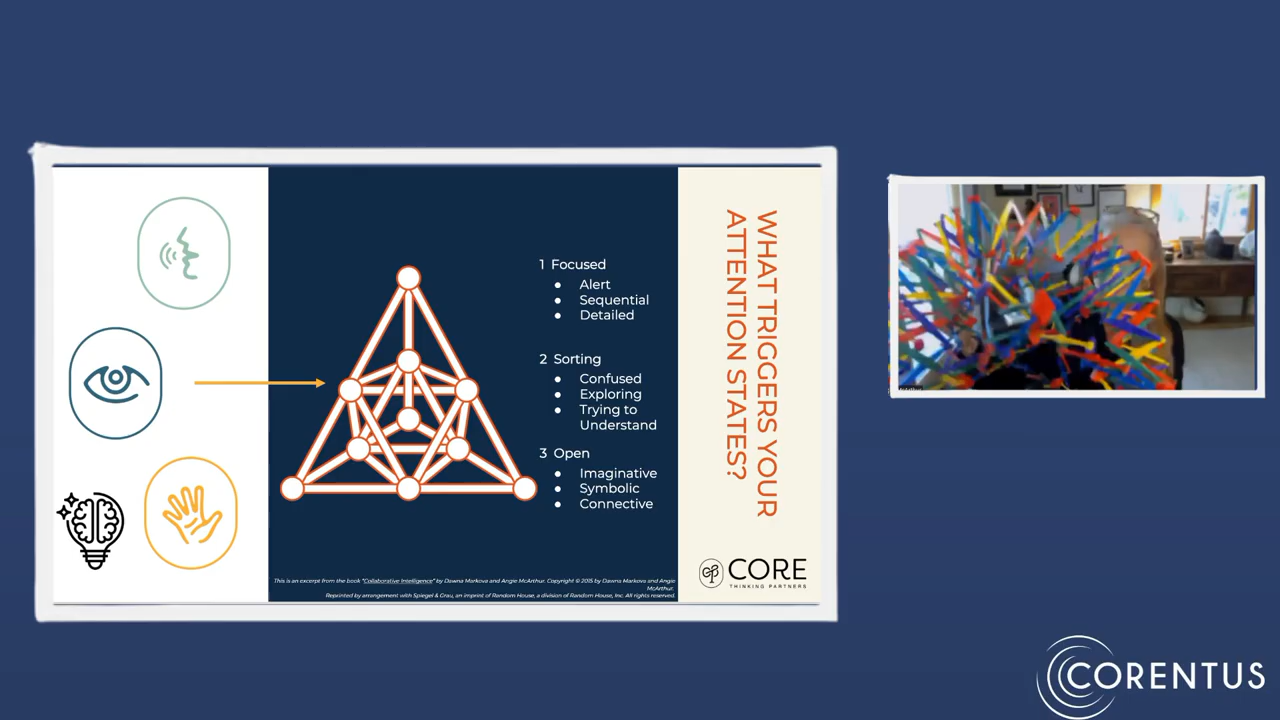 1 Focused
● Alert
● Sequential
● Detailed
2 Sorting
● Confused
● Exploring
● Trying to
Understand
3 Open
● Imaginative
● Symbolic
● Connective
This is an excerpt from the book "Collaborative Intelligence" by Dawna Markova and Angie McArthur. Copyright © 2015 by Dawna Markova and Angie
McArthur.
Reprinted by arrangement with Spiegel & Grau, an imprint of Random House, a division of Random House, Inc. All rights reserved.
WHAT TRIGGERS YOUR
ATTENTION STATES?
CORE
THINKING PARTNERS
CORENTUS